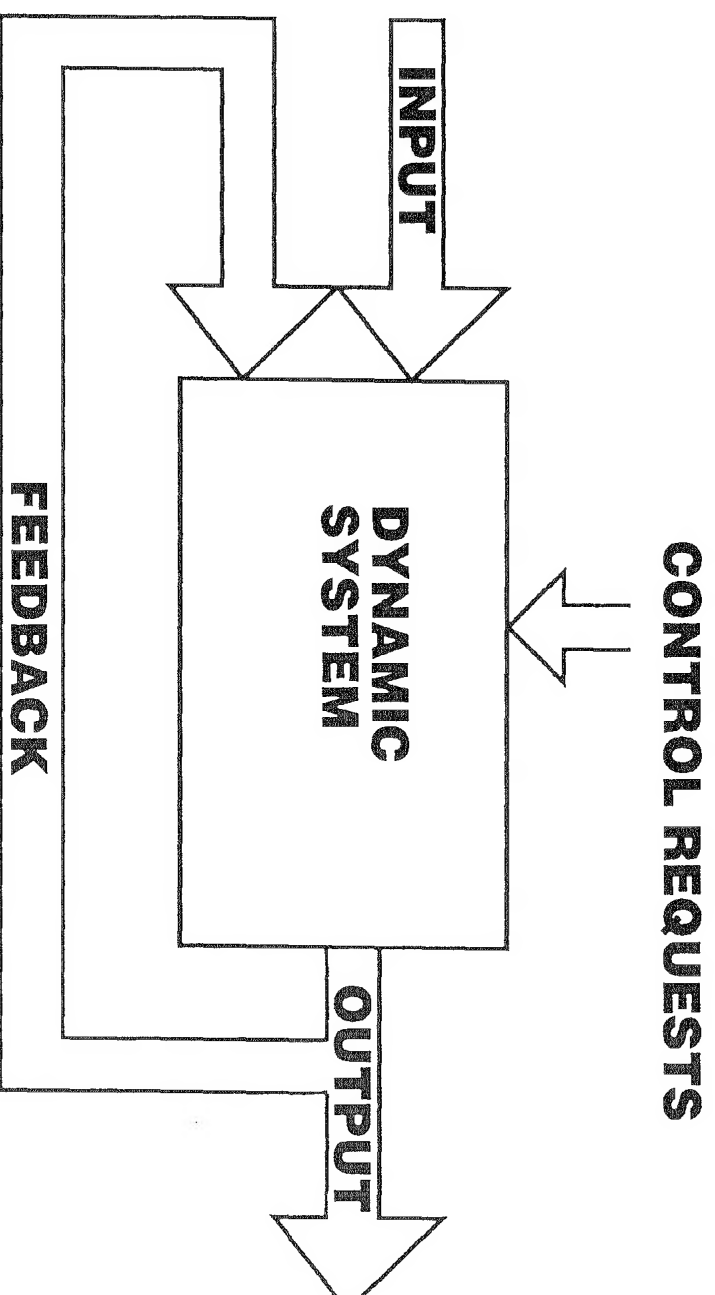 CONTROL REQUESTS
INPUT
DYNAMIC
SYSTEM
OUTPUT
FEEDBACK